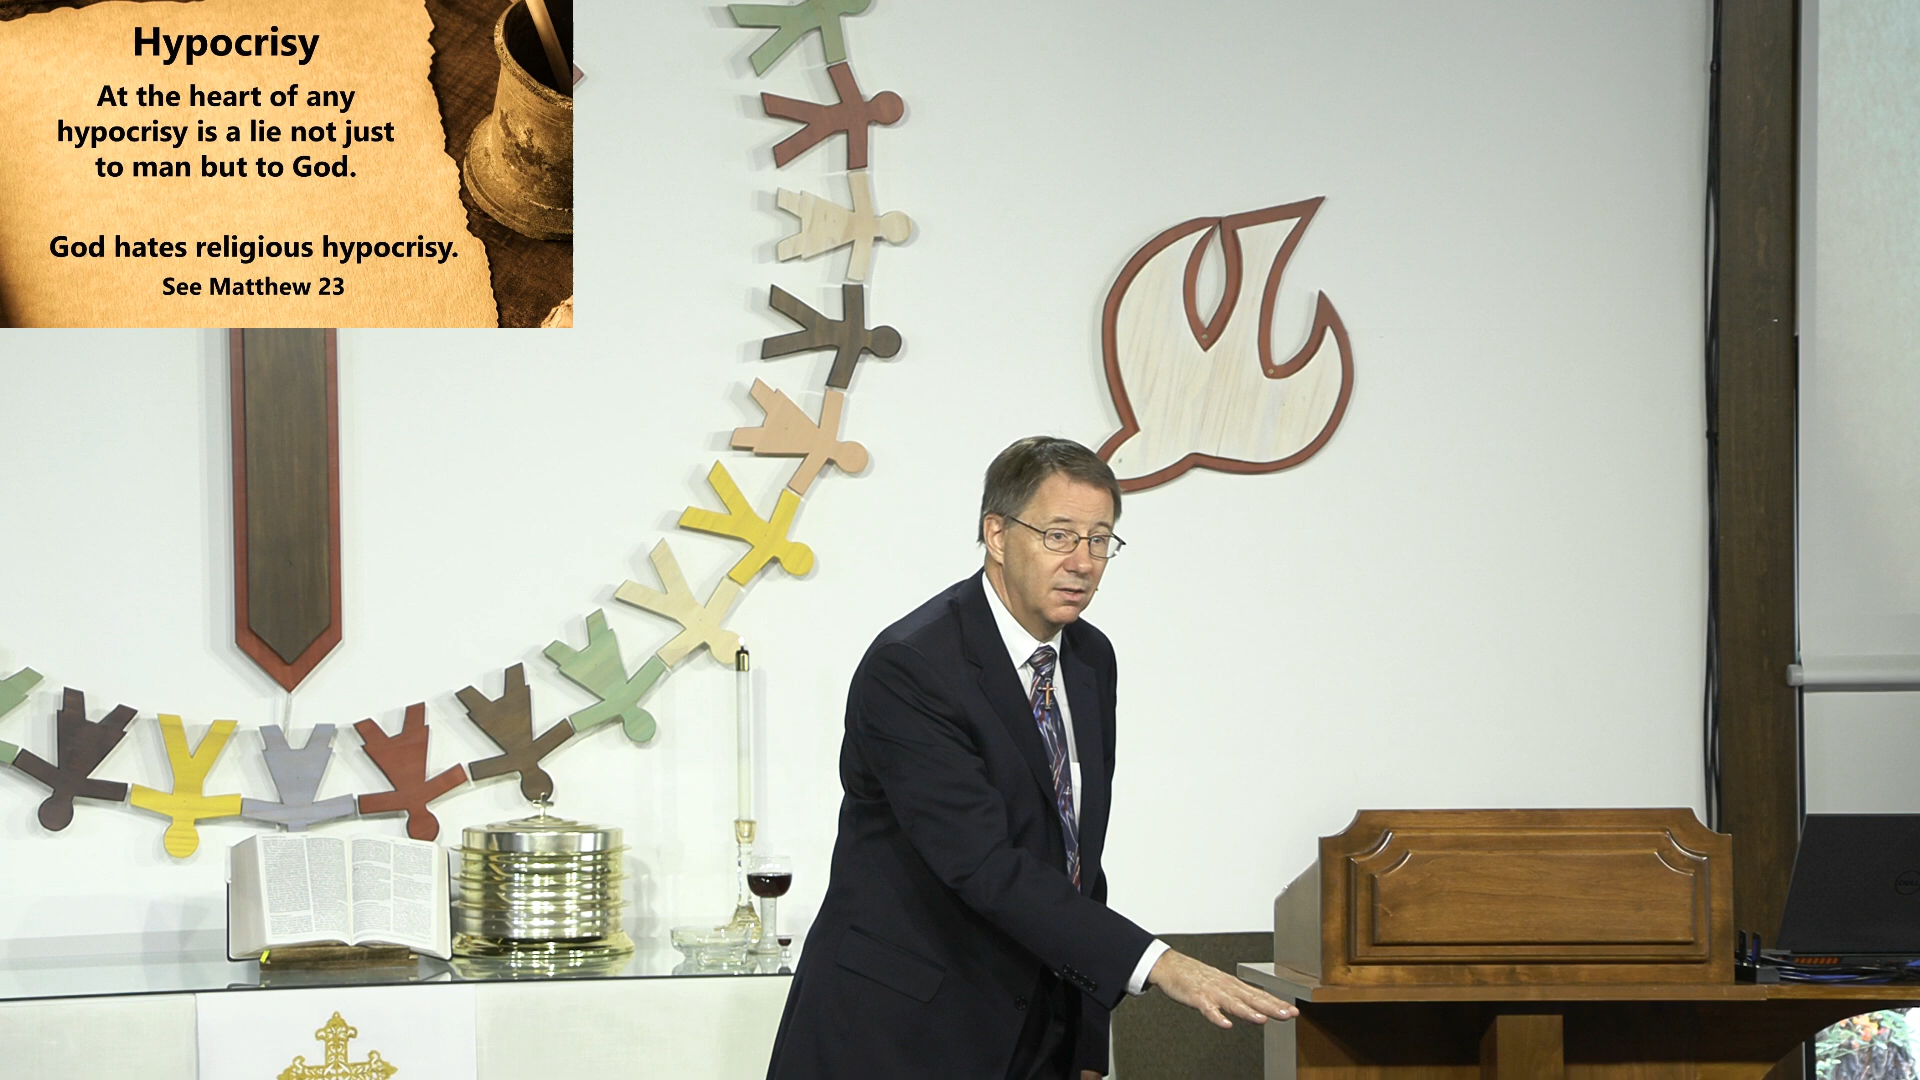 Hypocrisy
At the heart of any
hypocrisy is a lie not just
to man but to God.
God hates religious hypocrisy.
See Matthew 23